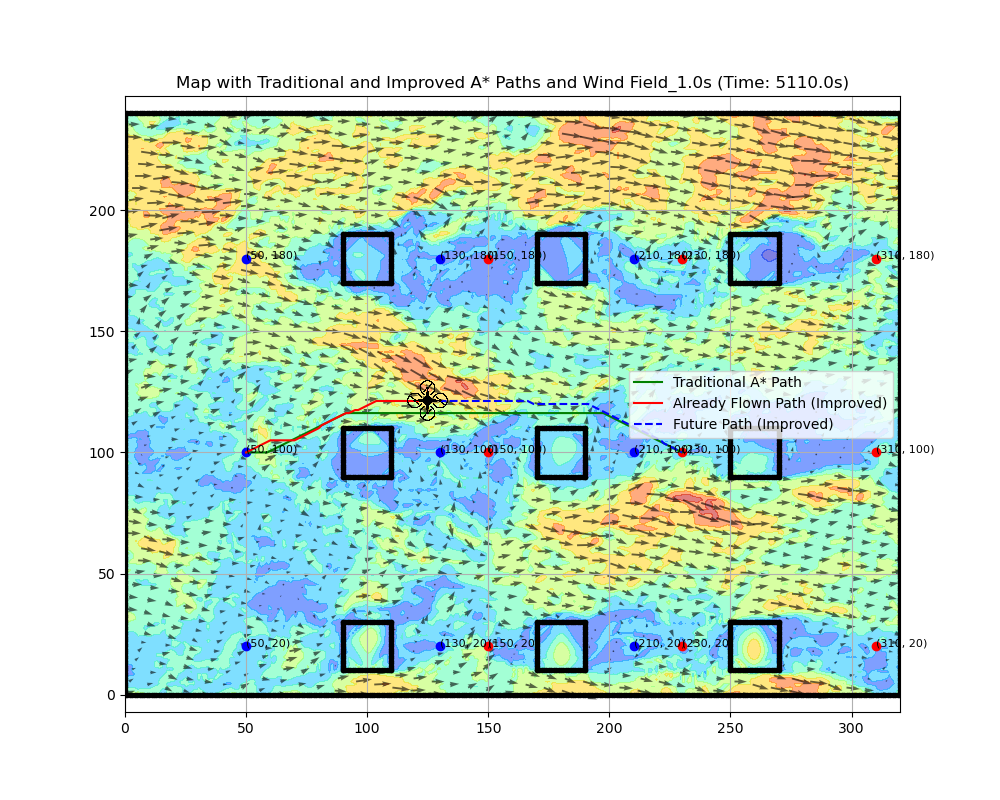 Map with Traditional and Improved A* Paths and Wind Field_1.0s (Time: 5110.0s)
200
150
100
50
0
0 50 100 150 200 250 300
(50, 180) (130, 180) (150, 180) (210, 180) (230, 180) (310, 180)
Traditional A* Path
Already Flown Path (Improved)
Future Path (Improved)
(50, 100) (130, 100) (150, 100) (210, 100) (230, 100) (310, 100)
(50, 20) (130, 20) (150, 20) (210, 20) (230, 20) (310, 20)